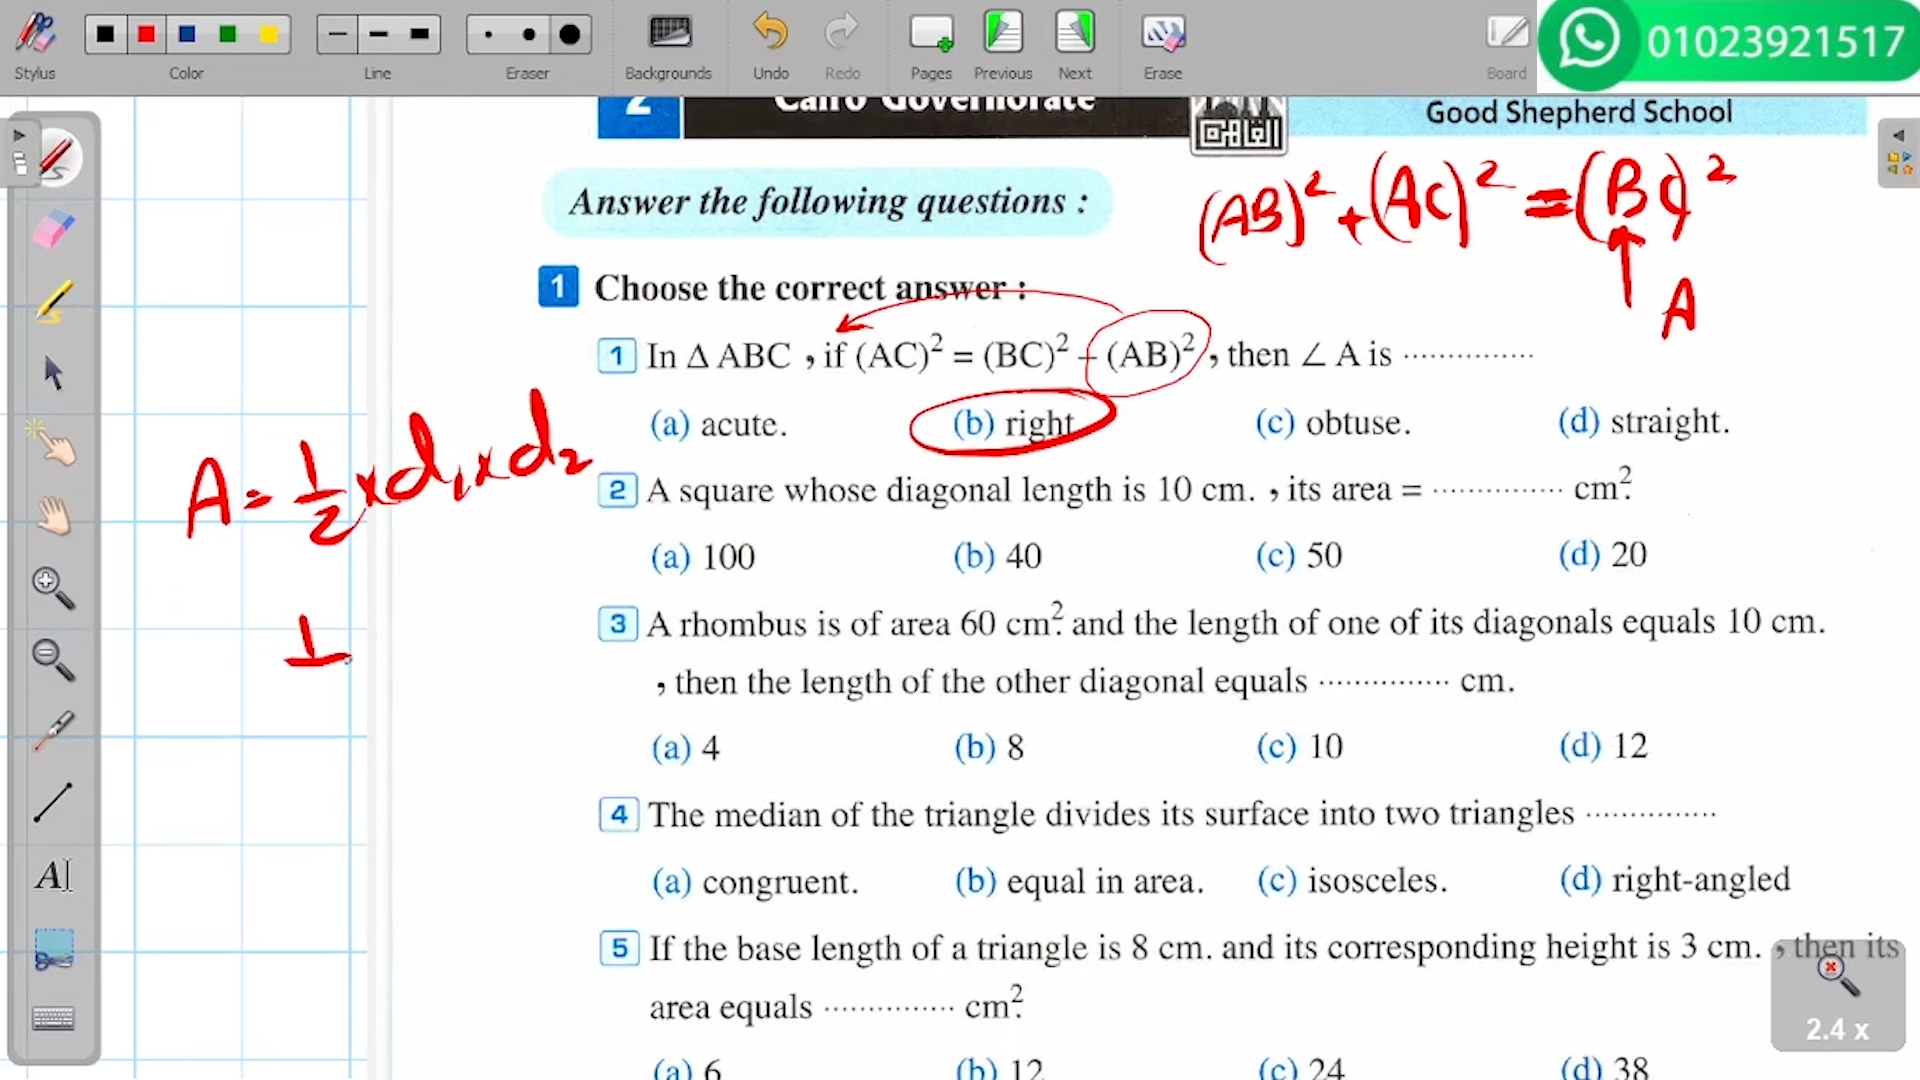 Stylus Color Line Eraser Backgrounds Undo Redo Pages Previous Next Erase Board
01023921517
2 Cairo Governorate القاهرة Good Shepherd School
Answer the following questions :
(AB)² + (AC)² = (BC)²
A
1 Choose the correct answer :
1 In Δ ABC , if (AC)² = (BC)² – (AB)² , then ∠ A is ..............
(a) acute. (b) right (c) obtuse. (d) straight.
A = 1/2 x d₁ x d₂
2 A square whose diagonal length is 10 cm. , its area = .............. cm².
(a) 100 (b) 40 (c) 50 (d) 20
3 A rhombus is of area 60 cm². and the length of one of its diagonals equals 10 cm.
1
, then the length of the other diagonal equals .............. cm.
(a) 4 (b) 8 (c) 10 (d) 12
4 The median of the triangle divides its surface into two triangles ..............
(a) congruent. (b) equal in area. (c) isosceles. (d) right-angled
5 If the base length of a triangle is 8 cm. and its corresponding height is 3 cm. , then its
area equals .............. cm².
2.4 x
(a) 6 (b) 12 (c) 24 (d) 38